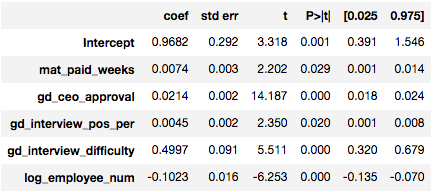 coef std err t P>|t| [0.025 0.975]
Intercept 0.9682 0.292 3.318 0.001 0.391 1.546
mat_paid_weeks 0.0074 0.003 2.202 0.029 0.001 0.014
gd_ceo_approval 0.0214 0.002 14.187 0.000 0.018 0.024
gd_interview_pos_per 0.0045 0.002 2.350 0.020 0.001 0.008
gd_interview_difficulty 0.4997 0.091 5.511 0.000 0.320 0.679
log_employee_num -0.1023 0.016 -6.253 0.000 -0.135 -0.070